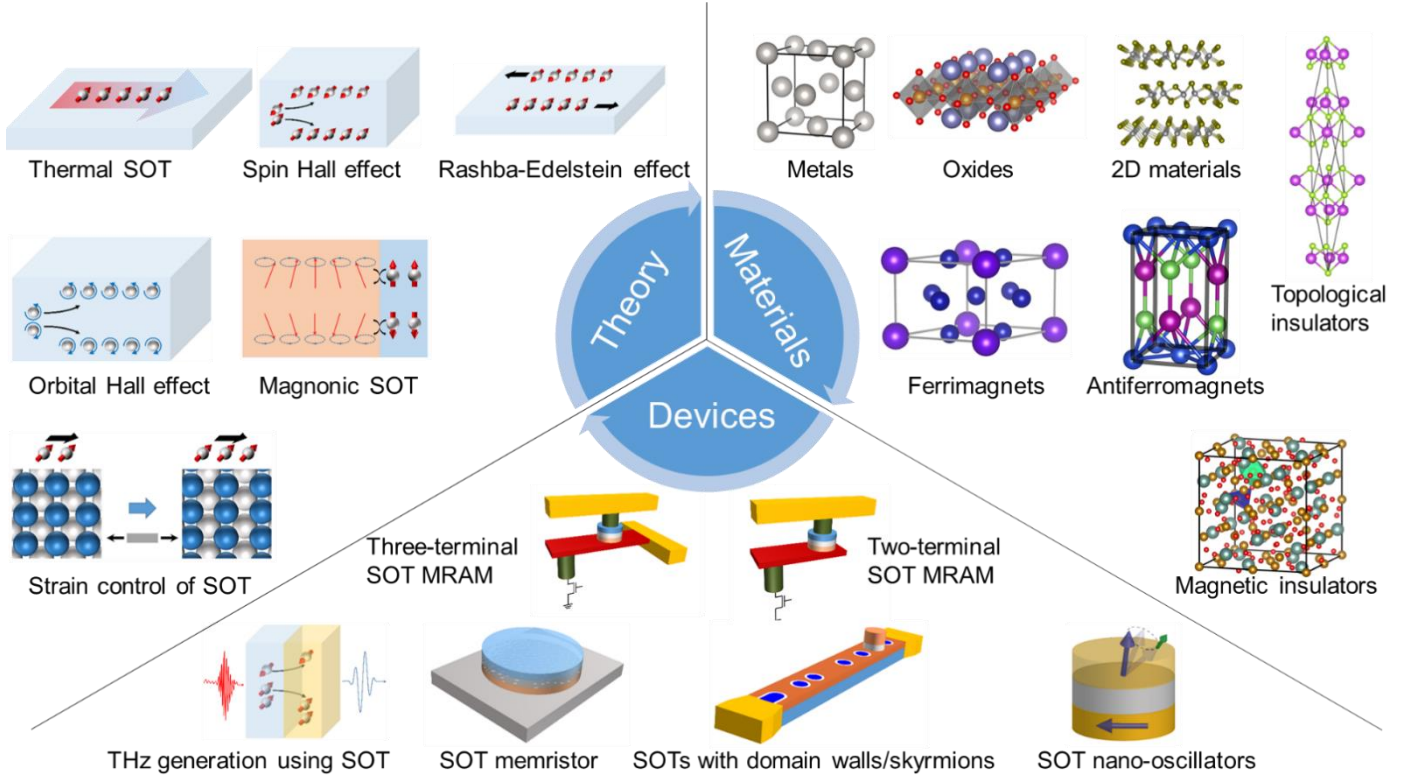 Thermal SOT
Spin Hall effect
Rashba-Edelstein effect
Orbital Hall effect
Magnonic SOT
Strain control of SOT
Theory
Materials
Devices
Metals
Oxides
2D materials
Topological
insulators
Ferrimagnets
Antiferromagnets
Magnetic insulators
Three-terminal
SOT MRAM
Two-terminal
SOT MRAM
THz generation using SOT
SOT memristor
SOTs with domain walls/skyrmions
SOT nano-oscillators